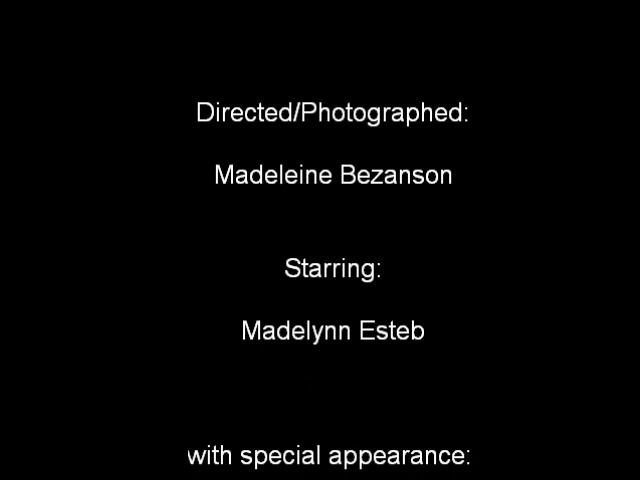 Directed/Photographed:
Madeleine Bezanson
Starring:
Madelynn Esteb
with special appearance: